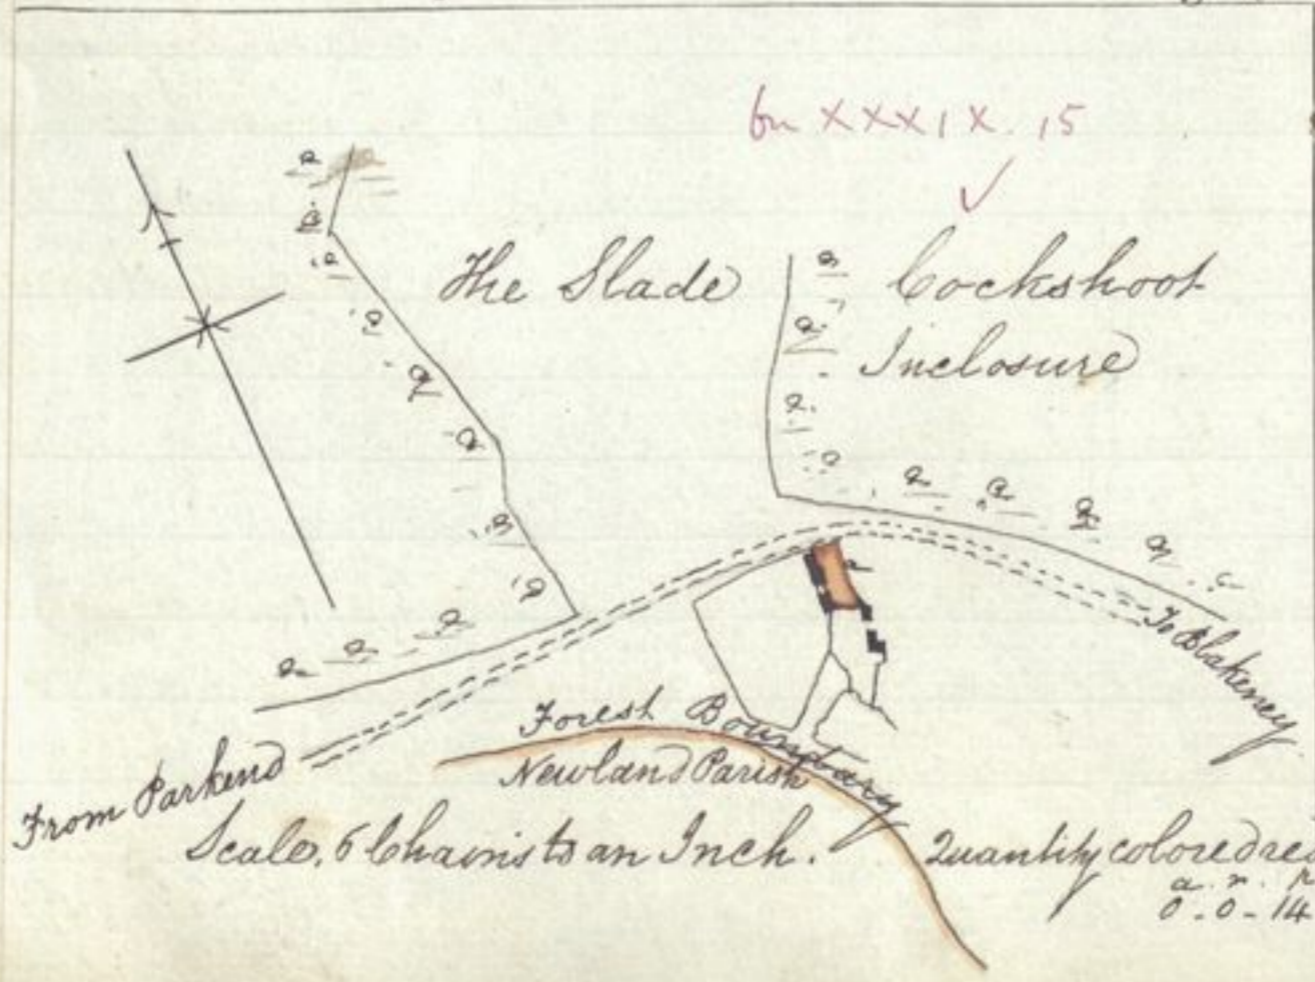 XXXIX. 15
The Slade
Cockshoot
Inclosure
To Blakeney
Forest Boundary
Newland Parish
From Parkend
Scale, 6 Chains to an Inch.
Quantity colored red
a. r. p
0 - 0 - 14